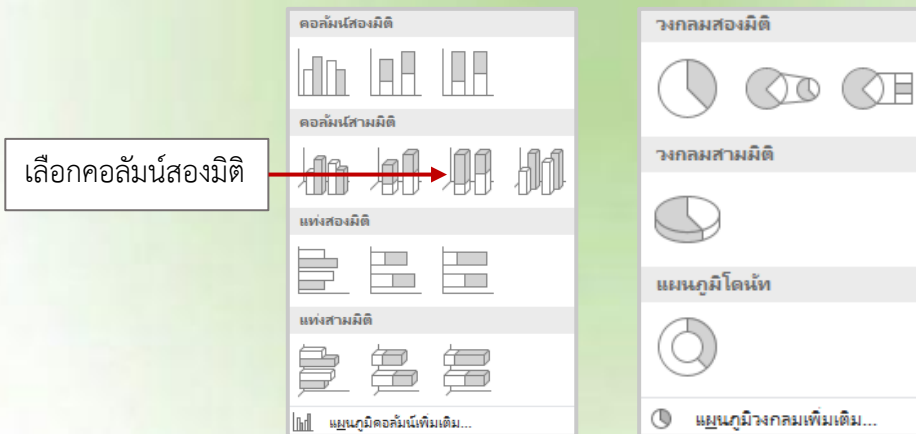 คอลัมน์สองมิติ
คอลัมน์สามมิติ
เลือกคอลัมน์สองมิติ
แท่งสองมิติ
แท่งสามมิติ
แผนภูมิคอลัมน์เพิ่มเติม...
วงกลมสองมิติ
วงกลมสามมิติ
แผนภูมิโดนัท
แผนภูมิวงกลมเพิ่มเติม...